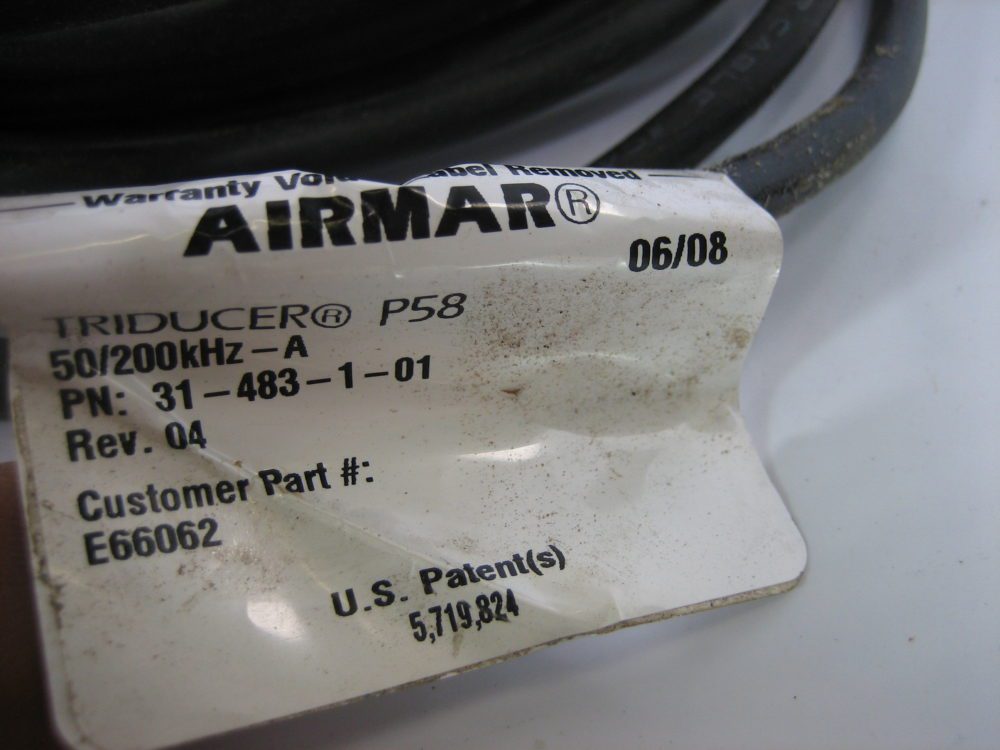 CABLE
Warranty Void Label Removed
AIRMAR®
06/08
TRIDUCER® P58
50/200kHz-A
PN: 31-483-1-01
Rev. 04
Customer Part #:
E66062
U.S. Patent(s)
5,719,824